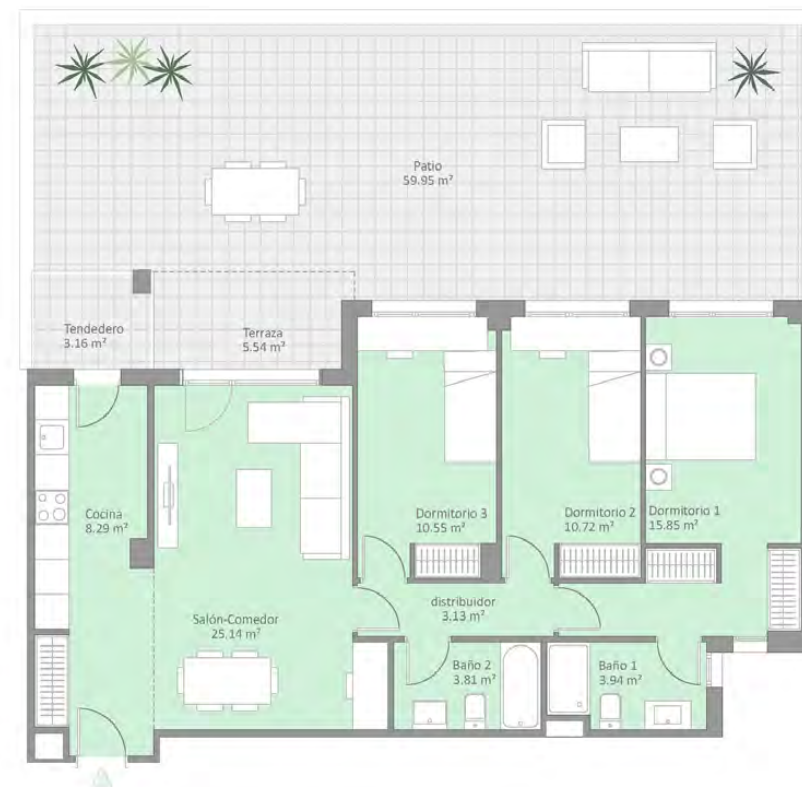 Patio
59.95 m²
Tendedero
3.16 m²
Terraza
5.54 m²
Cocina
8.29 m²
Dormitorio 3
10.55 m²
Dormitorio 2
10.72 m²
Dormitorio 1
15.85 m²
Salón-Comedor
25.14 m²
distribuidor
3.13 m²
Baño 2
3.81 m²
Baño 1
3.94 m²